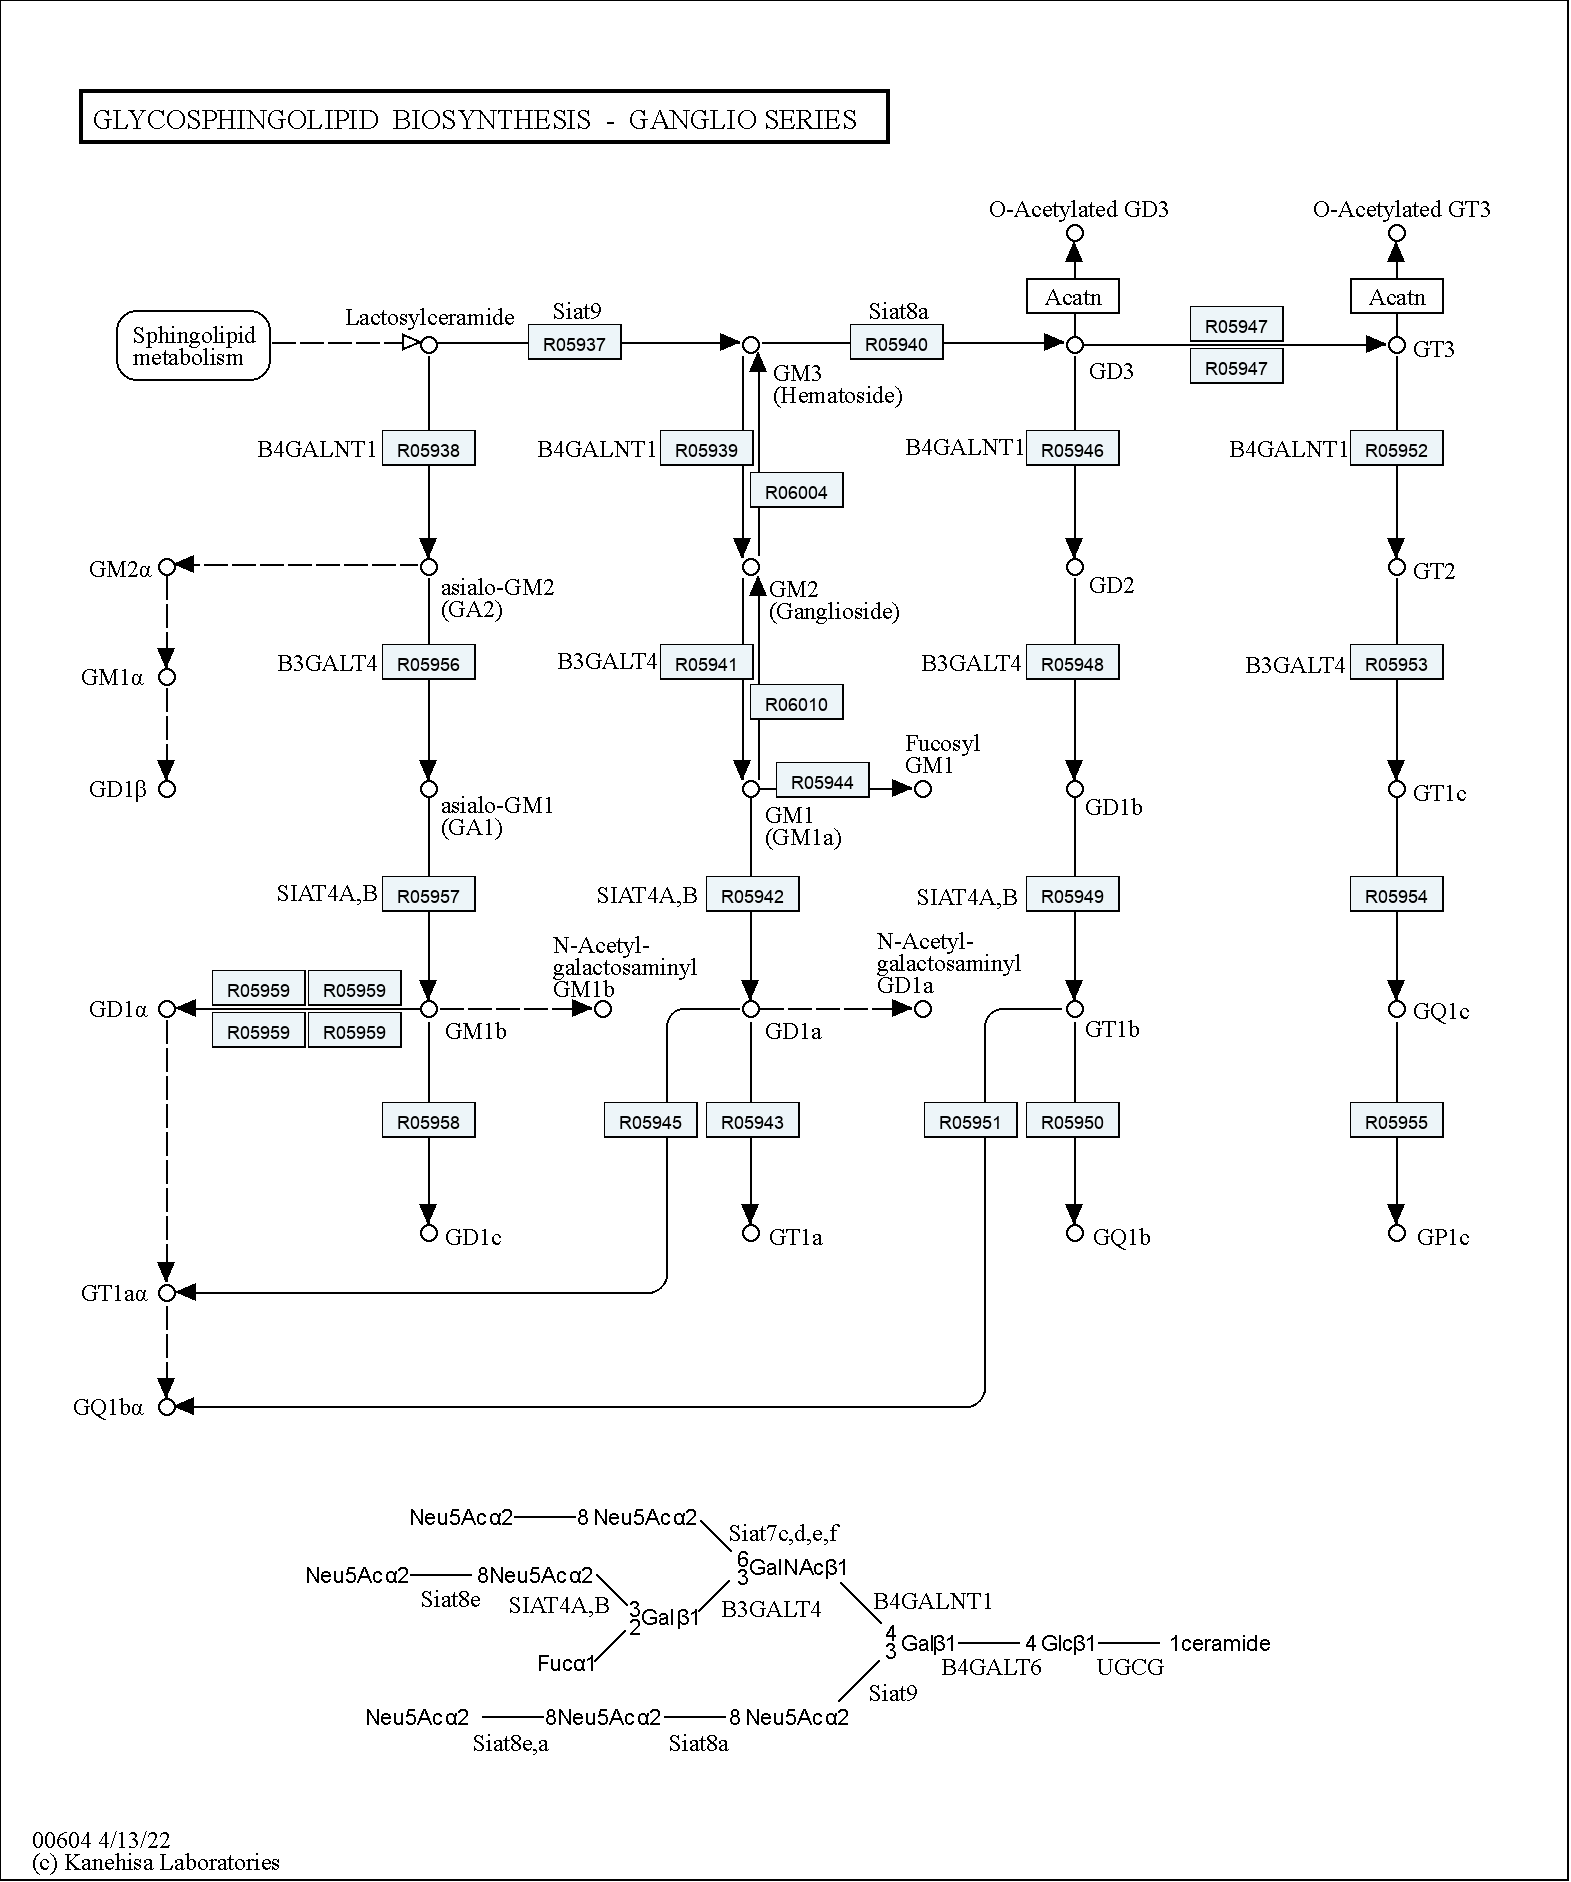 GLYCOSPHINGOLIPID BIOSYNTHESIS - GANGLIO SERIES
O-Acetylated GD3
O-Acetylated GT3
Acatn
Acatn
Sphingolipid
metabolism
Lactosylceramide
Siat9
R05937
Siat8a
R05940
R05947
R05947
GM3
(Hematoside)
GD3
GT3
B4GALNT1
R05938
B4GALNT1
R05939
B4GALNT1
R05946
B4GALNT1
R05952
R06004
GM2α
asialo-GM2
(GA2)
GM2
(Ganglioside)
GD2
GT2
B3GALT4
R05956
B3GALT4
R05941
B3GALT4
R05948
B3GALT4
R05953
GM1α
R06010
Fucosyl
GM1
R05944
GD1β
asialo-GM1
(GA1)
GM1
(GM1a)
GD1b
GT1c
SIAT4A,B
R05957
SIAT4A,B
R05942
SIAT4A,B
R05949
R05954
N-Acetyl-
galactosaminyl
GM1b
N-Acetyl-
galactosaminyl
GD1a
R05959
R05959
R05959
R05959
GD1α
GM1b
GD1a
GT1b
GQ1c
R05958
R05945
R05943
R05951
R05950
R05955
GD1c
GT1a
GQ1b
GP1c
GT1aα
GQ1bα
Neu5Acα2 8 Neu5Acα2
Siat7c,d,e,f
6
3 GalNAcβ1
Neu5Acα2 8Neu5Acα2
Siat8e
SIAT4A,B
3
2 Galβ1
B3GALT4
B4GALNT1
Fucα1
4
3 Galβ1 4 Glcβ1 1ceramide
B4GALT6
UGCG
Siat9
Neu5Acα2 8Neu5Acα2 8 Neu5Acα2
Siat8e,a
Siat8a
00604 4/13/22
(c) Kanehisa Laboratories